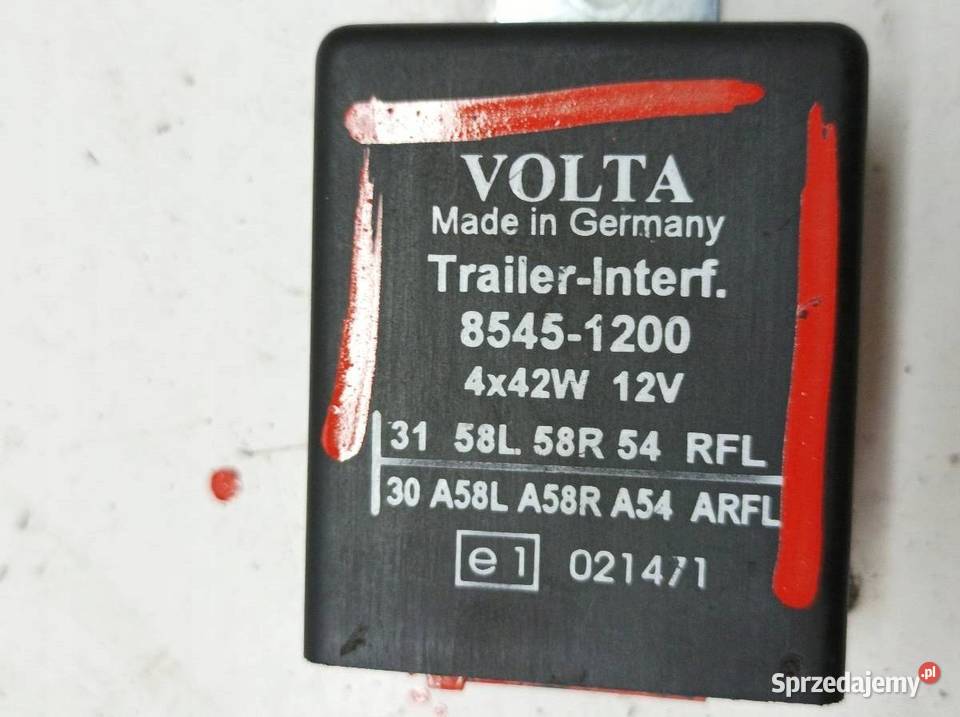 VOLTA
Made in Germany
Trailer-Interf.
8545-1200
4x42W 12V
31 58L 58R 54 RFL
30 A58L A58R A54 ARFL
e1 021471
Sprzedajemy.pl